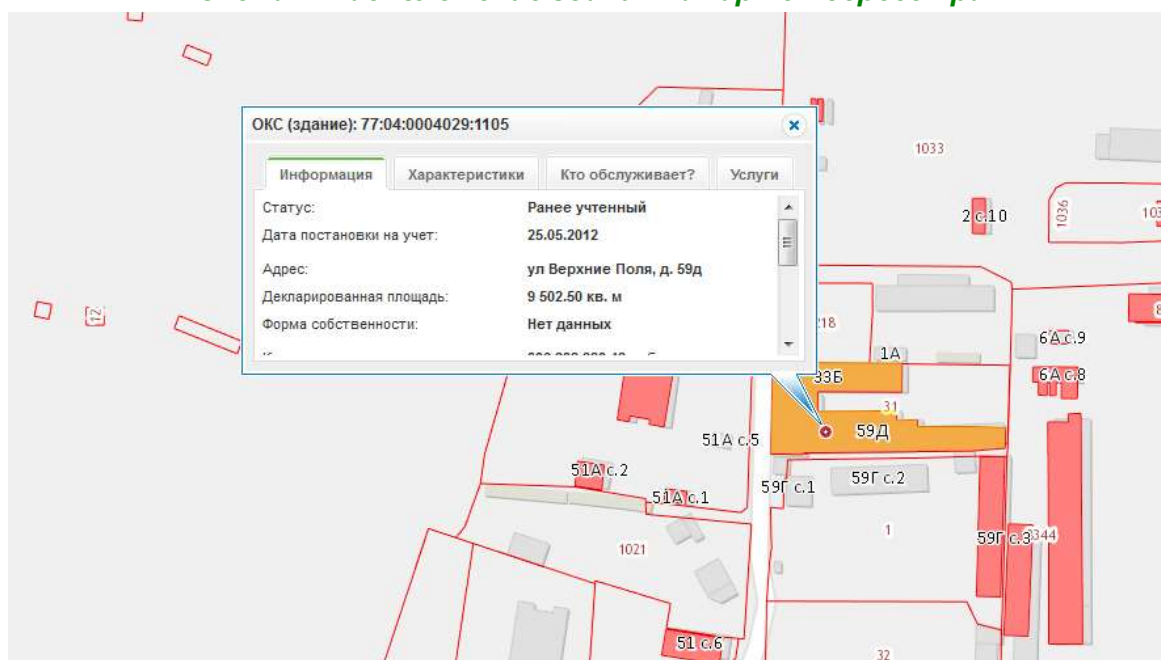 ОКС (здание): 77:04:0004029:1105
Информация Характеристики Кто обслуживает? Услуги
Статус: Ранее учтенный
Дата постановки на учет: 25.05.2012
Адрес: ул Верхние Поля, д. 59д
Декларированная площадь: 9 502.50 кв. м
Форма собственности: Нет данных
1033
2 с.10
1036
103
12
218
6А с.9
1А
33Б
6А с.8
31
59Д
51А с.5
51А с.2
59Г с.2
59Г с.1
51А с.1
1
59Г с.3
1021
51 с.6
32